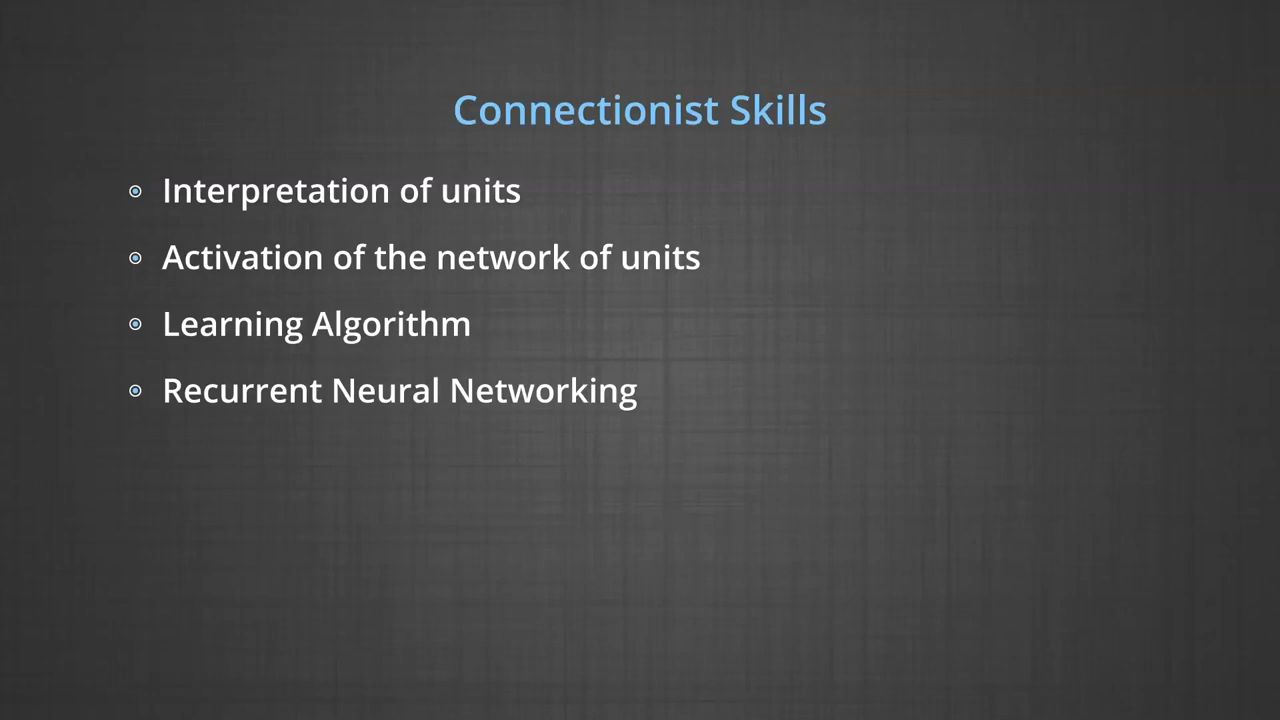 Connectionist Skills
Interpretation of units
Activation of the network of units
Learning Algorithm
Recurrent Neural Networking